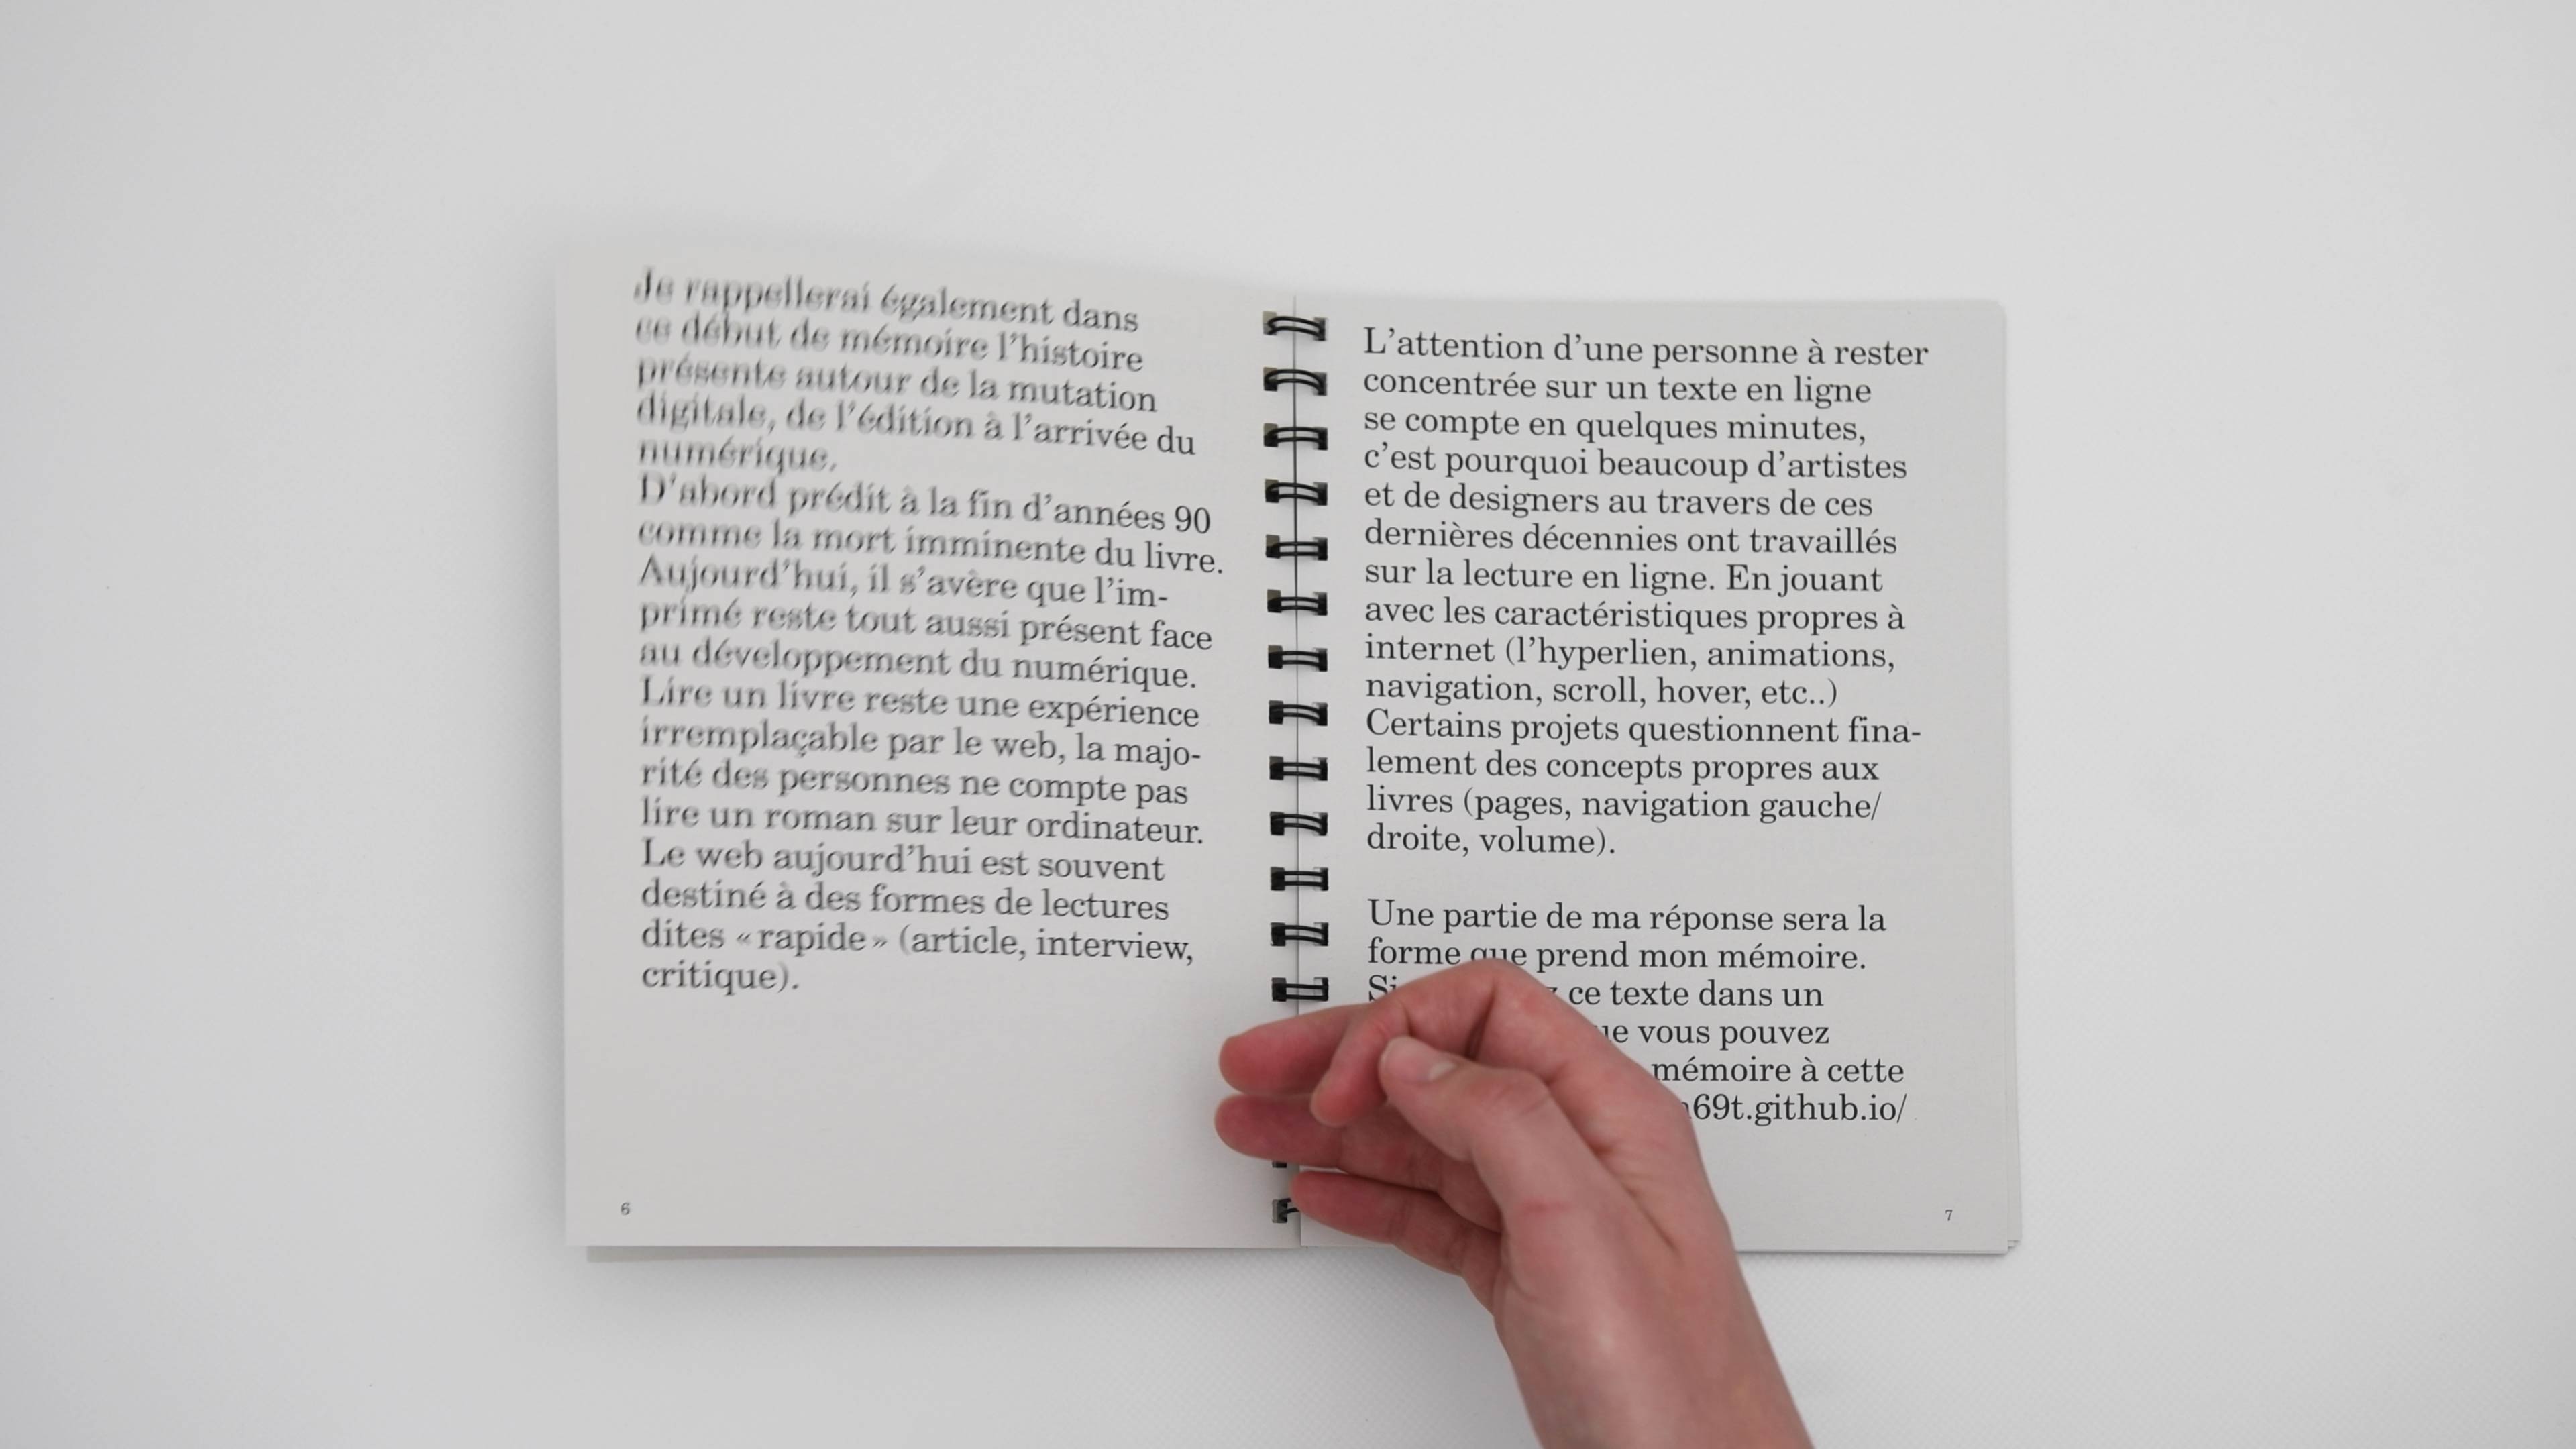 Je rappellerai également dans
ce début de mémoire l'histoire
présente autour de la mutation
digitale, de l'édition à l'arrivée du
numérique.
D'abord prédit à la fin d'années 90
comme la mort imminente du livre.
Aujourd'hui, il s'avère que l'im-
primé reste tout aussi présent face
au développement du numérique.
Lire un livre reste une expérience
irremplaçable par le web, la majo-
rité des personnes ne compte pas
lire un roman sur leur ordinateur.
Le web aujourd'hui est souvent
destiné à des formes de lectures
dites « rapide » (article, interview,
critique).
6
L'attention d'une personne à rester
concentrée sur un texte en ligne
se compte en quelques minutes,
c'est pourquoi beaucoup d'artistes
et de designers au travers de ces
dernières décennies ont travaillés
sur la lecture en ligne. En jouant
avec les caractéristiques propres à
internet (l'hyperlien, animations,
navigation, scroll, hover, etc..)
Certains projets questionnent fina-
lement des concepts propres aux
livres (pages, navigation gauche/
droite, volume).
Une partie de ma réponse sera la
forme que prend mon mémoire.
ce texte dans un
vous pouvez
mémoire à cette
69t.github.io/
7